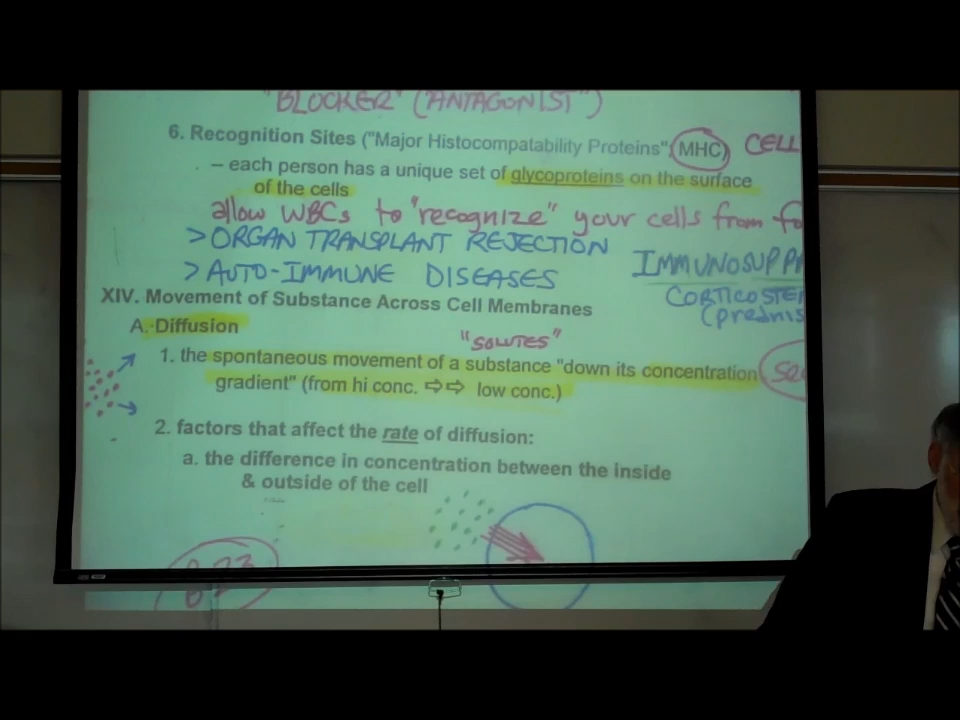 "BLOCKER" (ANTAGONIST")
6. Recognition Sites ("Major Histocompatability Proteins" MHC) CELL
– each person has a unique set of glycoproteins on the surface
of the cells
allow WBCs to "recognize" your cells from fo
> ORGAN TRANSPLANT REJECTION
> AUTO-IMMUNE DISEASES
IMMUNOSUPPR
CORTICOSTE
(prednis
XIV. Movement of Substance Across Cell Membranes
A. Diffusion
"SOLUTES"
1. the spontaneous movement of a substance "down its concentration
gradient" (from hi conc. ⇨⇨ low conc.)
2. factors that affect the rate of diffusion:
a. the difference in concentration between the inside
& outside of the cell